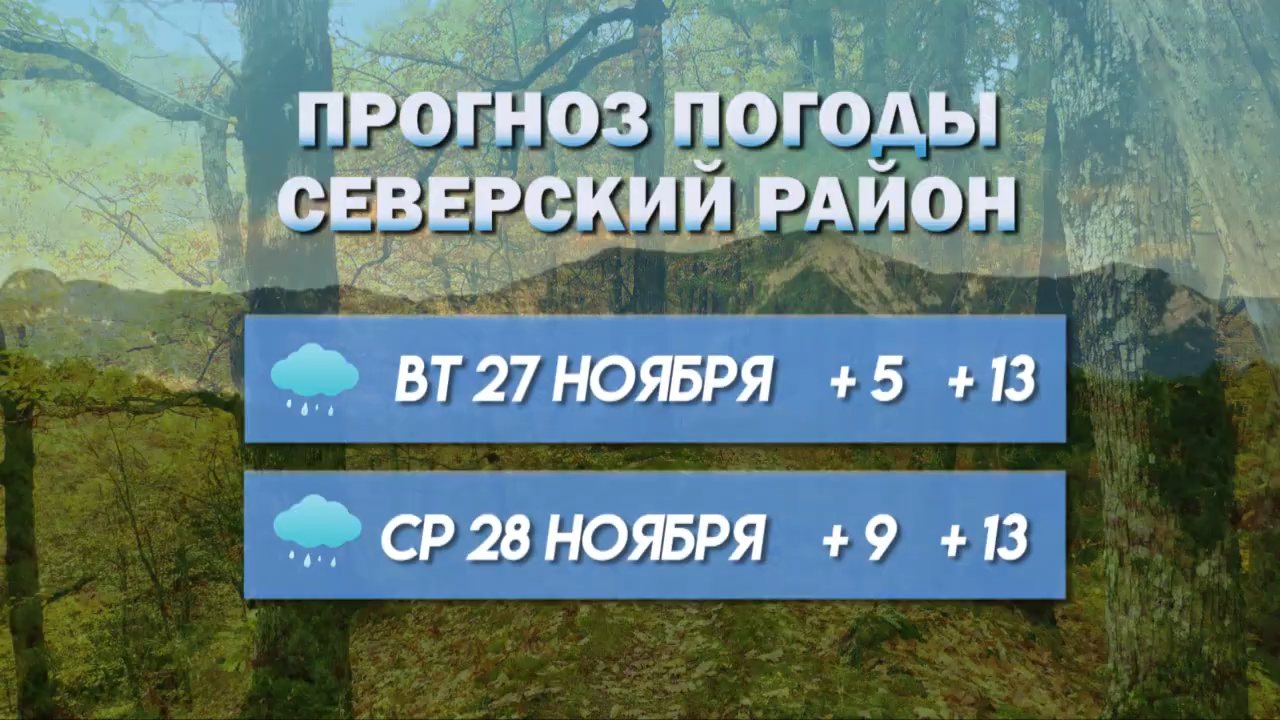 ПРОГНОЗ ПОГОДЫ
СЕВЕРСКИЙ РАЙОН
ВТ 27 НОЯБРЯ + 5 + 13
СР 28 НОЯБРЯ + 9 + 13